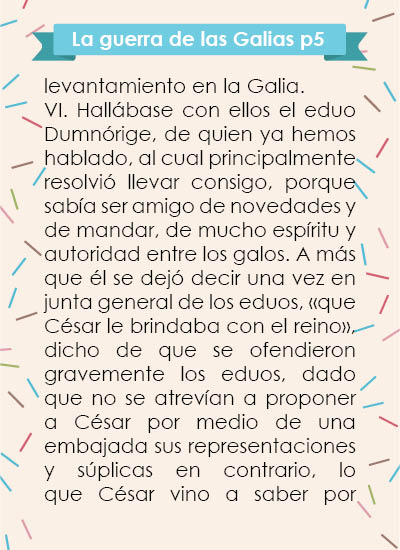 La guerra de las Galias p5
levantamiento en la Galia.
VI. Hallábase con ellos el eduo
Dumnórige, de quien ya hemos
hablado, al cual principalmente
resolvió llevar consigo, porque
sabía ser amigo de novedades y
de mandar, de mucho espíritu y
autoridad entre los galos. A más
que él se dejó decir una vez en
junta general de los eduos, «que
César le brindaba con el reino»,
dicho de que se ofendieron
gravemente los eduos, dado
que no se atrevían a proponer
a César por medio de una
embajada sus representaciones
y súplicas en contrario, lo
que César vino a saber por